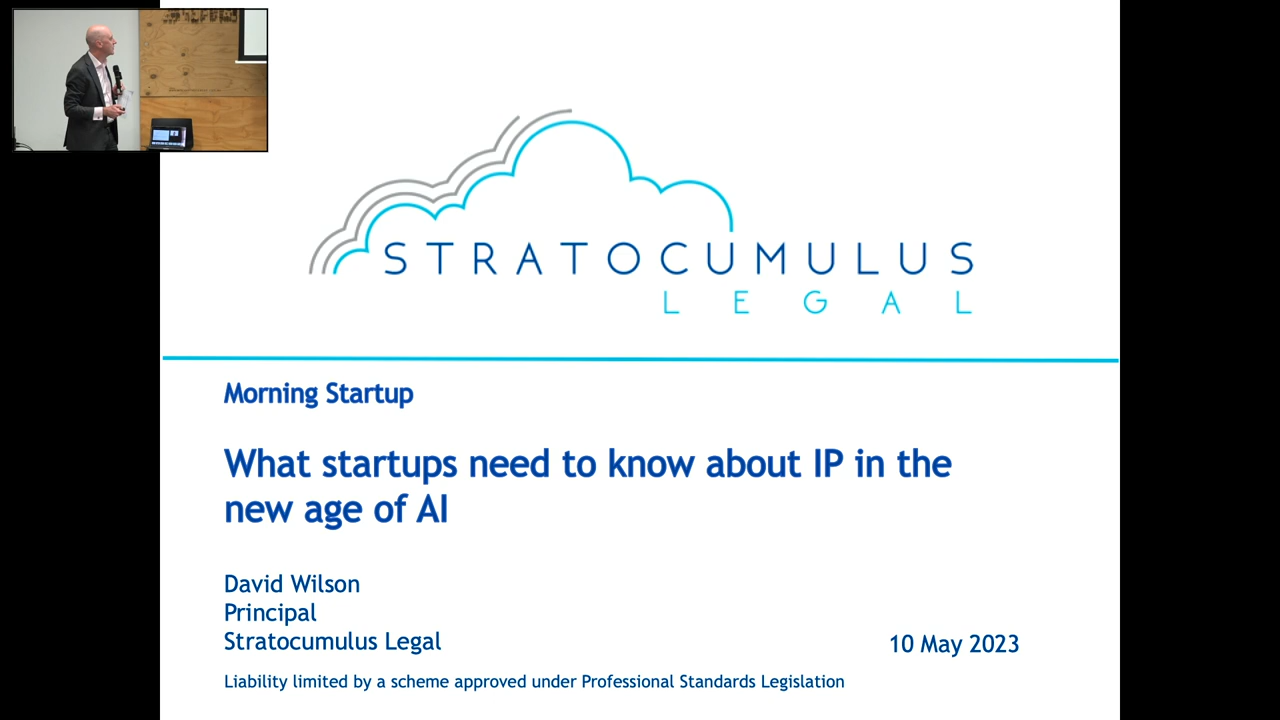 STRATOCUMULUS
LEGAL
Morning Startup
What startups need to know about IP in the
new age of AI
David Wilson
Principal
Stratocumulus Legal
10 May 2023
Liability limited by a scheme approved under Professional Standards Legislation